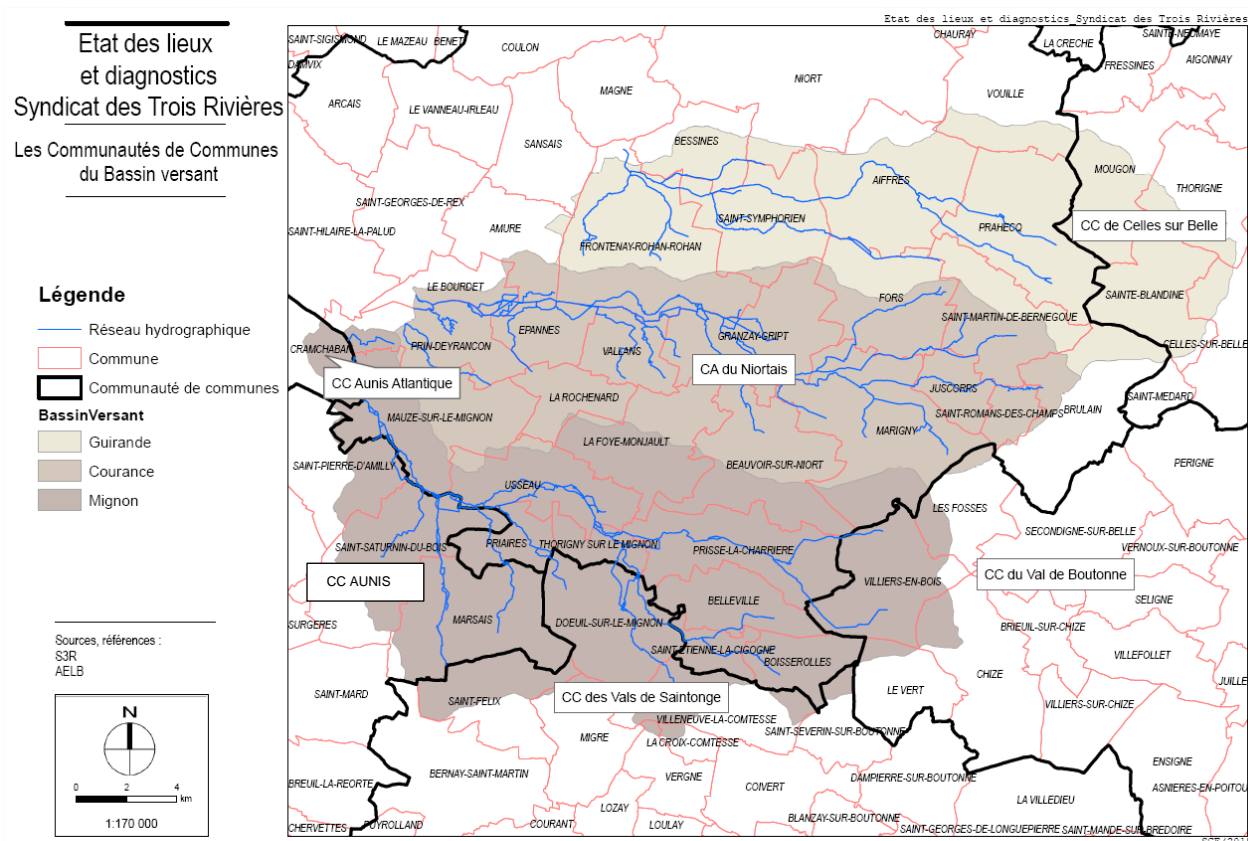 Etat des lieux et diagnostics_Syndicat des Trois Rivières
Etat des lieux
et diagnostics
Syndicat des Trois Rivières
Les Communautés de Communes
du Bassin versant
Légende
Réseau hydrographique
Commune
Communauté de communes
BassinVersant
Guirande
Courance
Mignon
Sources, références :
S3R
AELB
N
0 2 4
km
1:170 000
SAINT-SIGISMOND
LE MAZEAU
BENET
COULON
CHAURAY
LA CRECHE
SAINTE-NEOMAYE
DAMVIX
FRESSINES
AIGONNAY
ARCAIS
LE VANNEAU-IRLEAU
MAGNE
NIORT
VOUILLE
SANSAIS
BESSINES
MOUGON
THORIGNE
AIFFRES
SAINT-GEORGES-DE-REX
SAINT-HILAIRE-LA-PALUD
AMURE
SAINT-SYMPHORIEN
FRONTENAY-ROHAN-ROHAN
PRAHECQ
CC de Celles sur Belle
LE BOURDET
FORS
SAINTE-BLANDINE
SAINT-MARTIN-DE-BERNEGOUE
EPANNES
GRANZAY-GRIPT
CRAMCHABAN
PRIN-DEYRANCON
VALLANS
CELLES-SUR-BELLE
CC Aunis Atlantique
CA du Niortais
JUSCORPS
LA ROCHENARD
SAINT-MEDARD
MAUZE-SUR-LE-MIGNON
SAINT-ROMANS-DES-CHAMPS
BRULAIN
MARIGNY
LA FOYE-MONJAULT
SAINT-PIERRE-D'AMILLY
BEAUVOIR-SUR-NIORT
PERIGNE
USSEAU
LES FOSSES
SECONDIGNE-SUR-BELLE
SAINT-SATURNIN-DU-BOIS
PRIAIRES
THORIGNY SUR LE MIGNON
PRISSE-LA-CHARRIERE
VERNOUX-SUR-BOUTONNE
CC AUNIS
VILLIERS-EN-BOIS
CC du Val de Boutonne
BELLEVILLE
SELIGNE
SURGERES
MARSAIS
DOEUIL-SUR-LE-MIGNON
BRIEUIL-SUR-CHIZE
SAINT-ETIENNE-LA-CIGOGNE
BOISSEROLLES
VILLEFOLLET
CHIZE
JUILLE
SAINT-MARD
SAINT-FELIX
CC des Vals de Saintonge
LE VERT
VILLIERS-SUR-CHIZE
VILLENEUVE-LA-COMTESSE
MIGRE
SAINT-SEVERIN-SUR-BOUTONNE
LA CROIX-COMTESSE
ENSIGNE
BREUIL-LA-REORTE
BERNAY-SAINT-MARTIN
VERGNE
COIVERT
DAMPIERRE-SUR-BOUTONNE
ASNIERES-EN-POITOU
LOZAY
LA VILLEDIEU
CHERVETTES
PUYROLLAND
COURANT
LOULAY
BLANZAY-SUR-BOUTONNE
SAINT-GEORGES-DE-LONGUEPIERRE
SAINT-MANDE-SUR-BREDOIRE